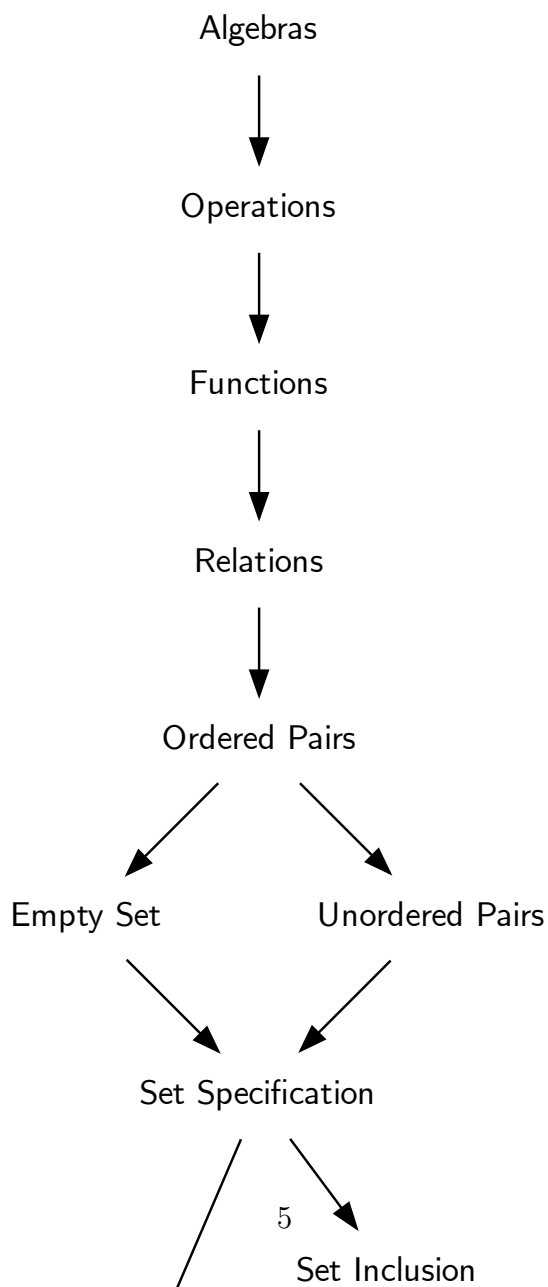 Algebras
Operations
Functions
Relations
Ordered Pairs
Empty Set
Unordered Pairs
Set Specification
5
Set Inclusion